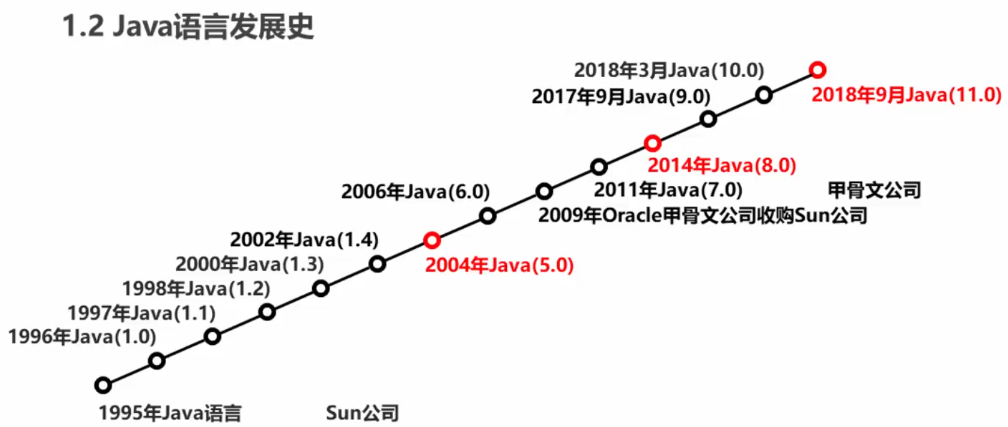 1.2 Java语言发展史
2018年3月Java(10.0)
2018年9月Java(11.0)
2017年9月Java(9.0)
2014年Java(8.0)
2006年Java(6.0)
2011年Java(7.0) 甲骨文公司
2009年Oracle甲骨文公司收购Sun公司
2002年Java(1.4)
2000年Java(1.3)
2004年Java(5.0)
1998年Java(1.2)
1997年Java(1.1)
1996年Java(1.0)
1995年Java语言 Sun公司